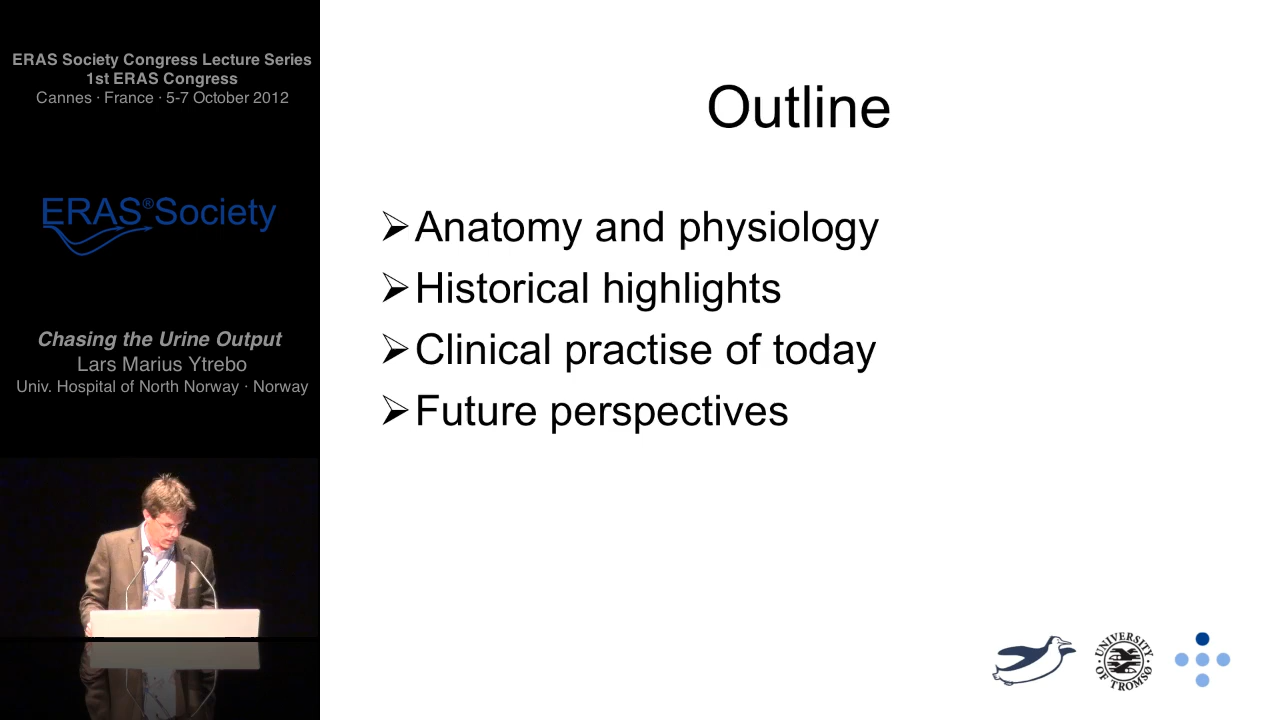 ERAS Society Congress Lecture Series
1st ERAS Congress
Cannes · France · 5-7 October 2012
ERAS®Society
Chasing the Urine Output
Lars Marius Ytrebo
Univ. Hospital of North Norway · Norway
Outline
➢Anatomy and physiology
➢Historical highlights
➢Clinical practise of today
➢Future perspectives
UNIVERSITY
OF TROMSØ